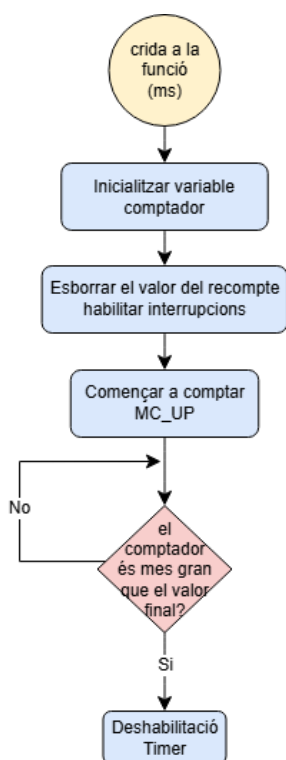 crida a la
funció
(ms)
Inicialitzar variable
comptador
Esborrar el valor del recompte
habilitar interrupcions
Començar a comptar
MC_UP
No
el
comptador
és mes gran
que el valor
final?
Si
Deshabilitació
Timer